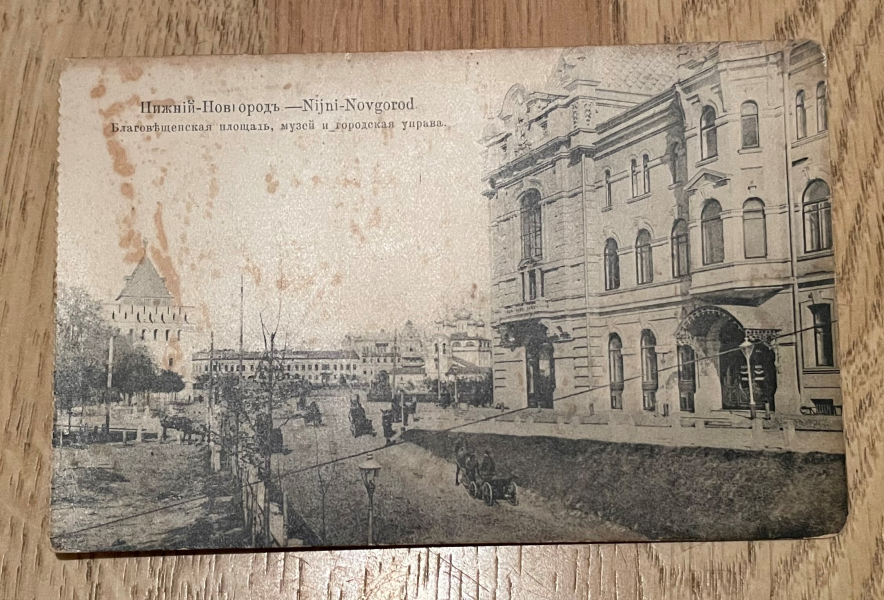 Нижній-Новгородъ — Nijni-Novgorod
Благовѣщенская площадь, музей и городская управа.